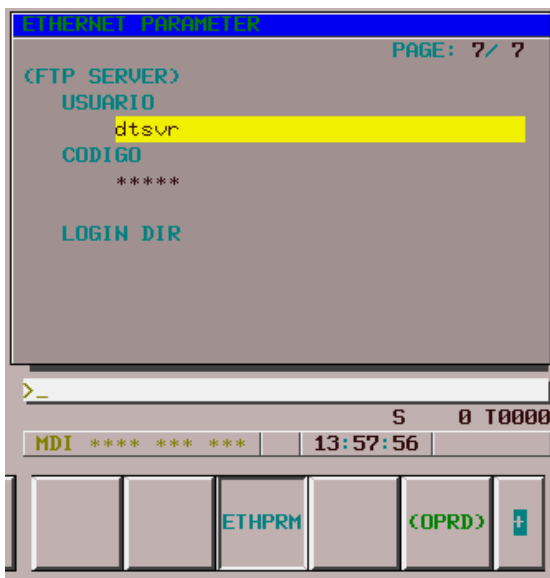 ETHERNET PARAMETER
PAGE: 7/ 7
(FTP SERVER)
USUARIO
dtsvr
CODIGO
*****
LOGIN DIR
>_
S 0 T0000
MDI **** *** *** 13:57:56
ETHPRM (OPRD) +